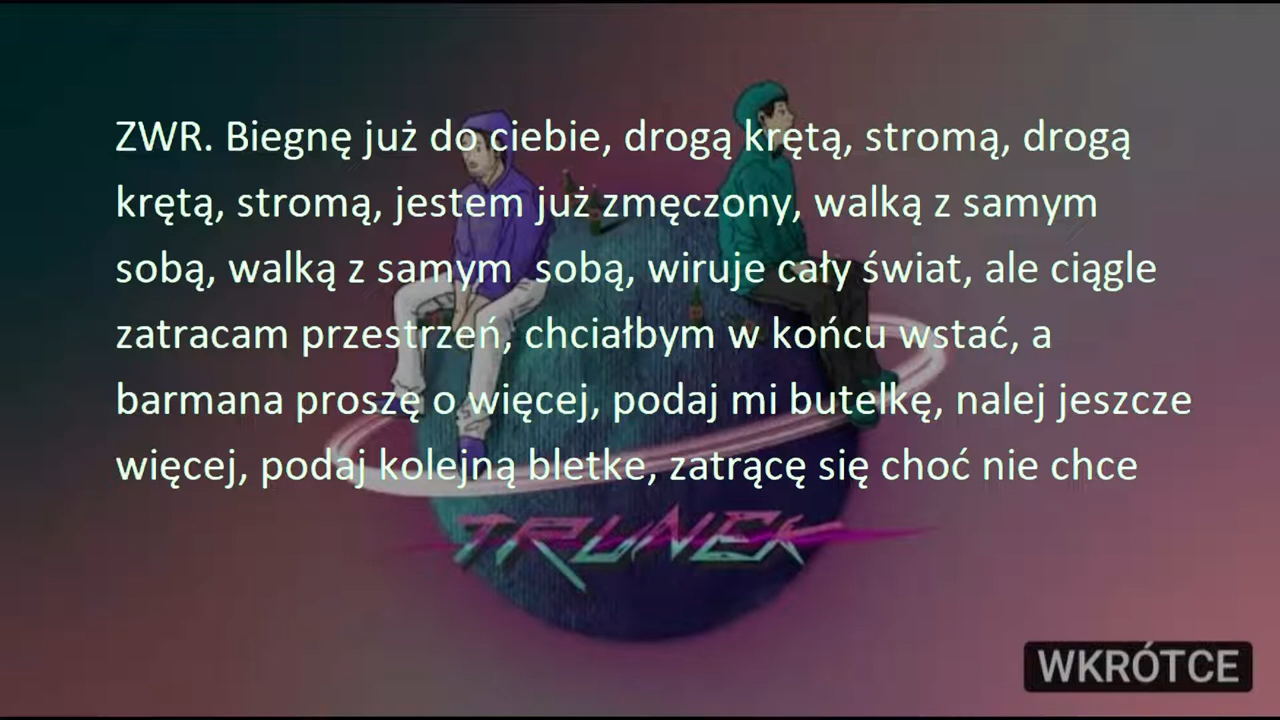 ZWR. Biegnę już do ciebie, drogą krętą, stromą, drogą
krętą, stromą, jestem już zmęczony, walką z samym
sobą, walką z samym  sobą, wiruje cały świat, ale ciągle
zatracam przestrzeń, chciałbym w końcu wstać, a
barmana proszę o więcej, podaj mi butelkę, nalej jeszcze
więcej, podaj kolejną bletke, zatrącę się choć nie chce
TRUNEK
WKRÓTCE